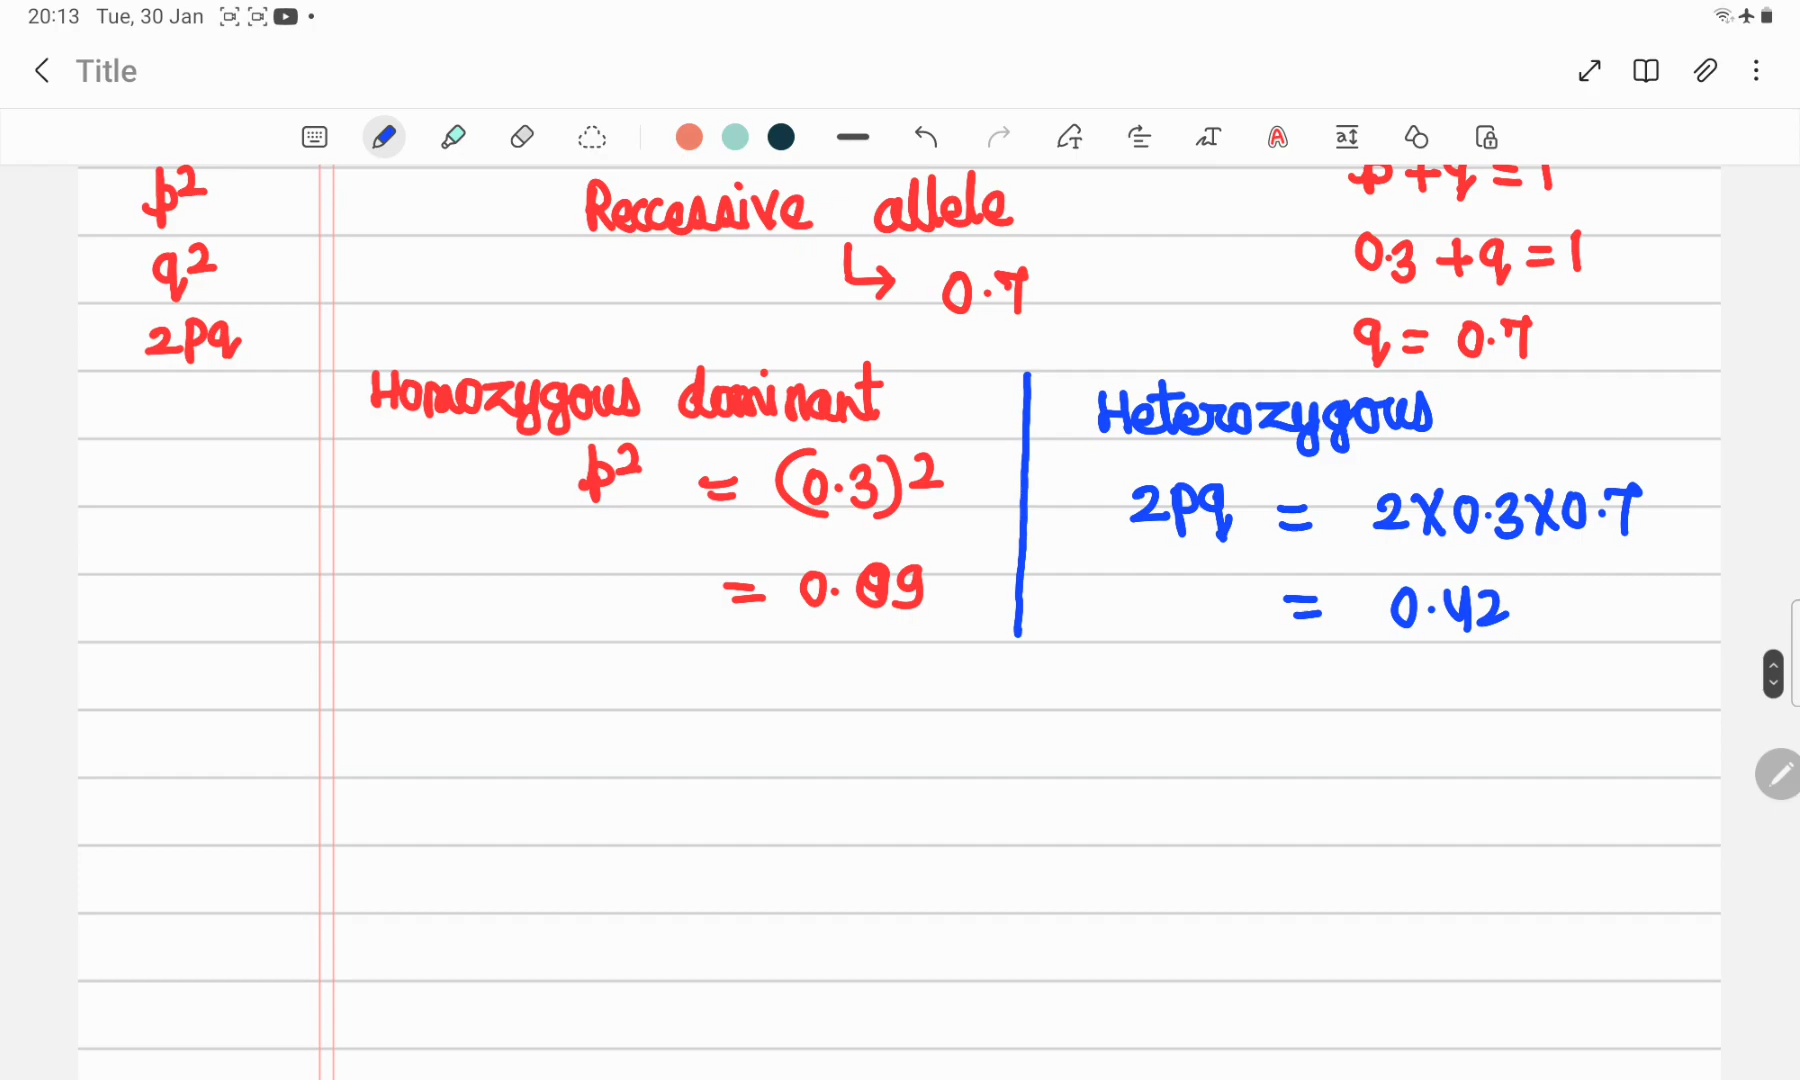 20:13 Tue, 30 Jan
Title
p²
q²
2pq
Reccessive allele
↳ 0.7
p+q=1
0.3+q=1
q=0.7
Homozygous dominant
p² = (0.3)²
= 0.09
Heterozygous
2pq = 2×0.3×0.7
= 0.42